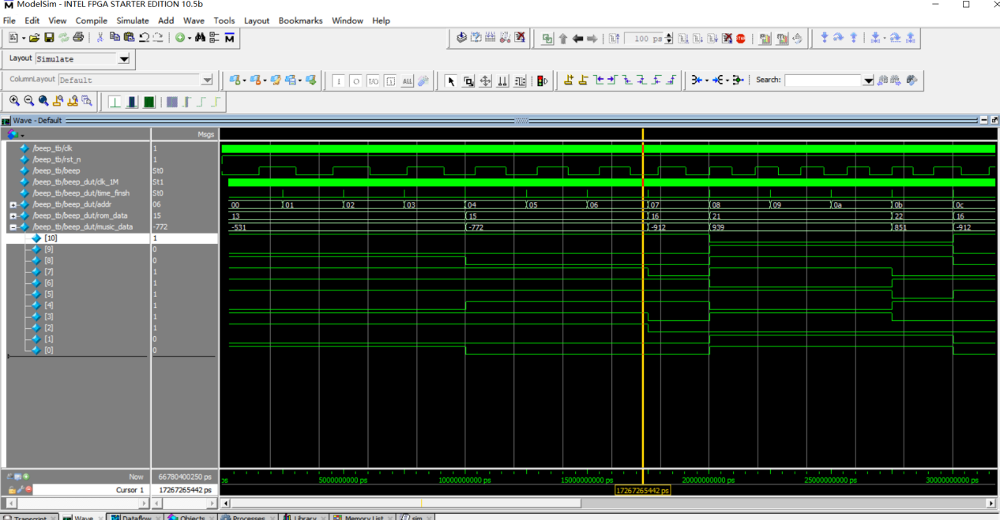 ModelSim - INTEL FPGA STARTER EDITION 10.5b
File Edit View Compile Simulate Add Wave Tools Layout Bookmarks Window Help
100 ps
Layout Simulate
ColumnLayout Default
ALL
Search:
Wave - Default
Msgs
/beep_tb/clk 1
/beep_tb/rst_n 1
/beep_tb/beep St0
/beep_tb/beep_dut/clk_1M St1
/beep_tb/beep_dut/time_finsh St0
/beep_tb/beep_dut/addr 06 00 01 02 03 04 05 06 07 08 09 0a 0b 0c
/beep_tb/beep_dut/rom_data 15 13 15 16 21 22 16
/beep_tb/beep_dut/music_data -772 -531 -772 -912 939 851 -912
[10] 1
[9] 0
[8] 0
[7] 1
[6] 1
[5] 1
[4] 1
[3] 1
[2] 1
[1] 0
[0] 0
Now 66780400250 ps ps 5000000000 ps 10000000000 ps 15000000000 ps 20000000000 ps 25000000000 ps 30000000000 ps
Cursor 1 17267265442 ps 17267265442 ps
Transcript Wave Dataflow Objects Processes Library Memory List sim